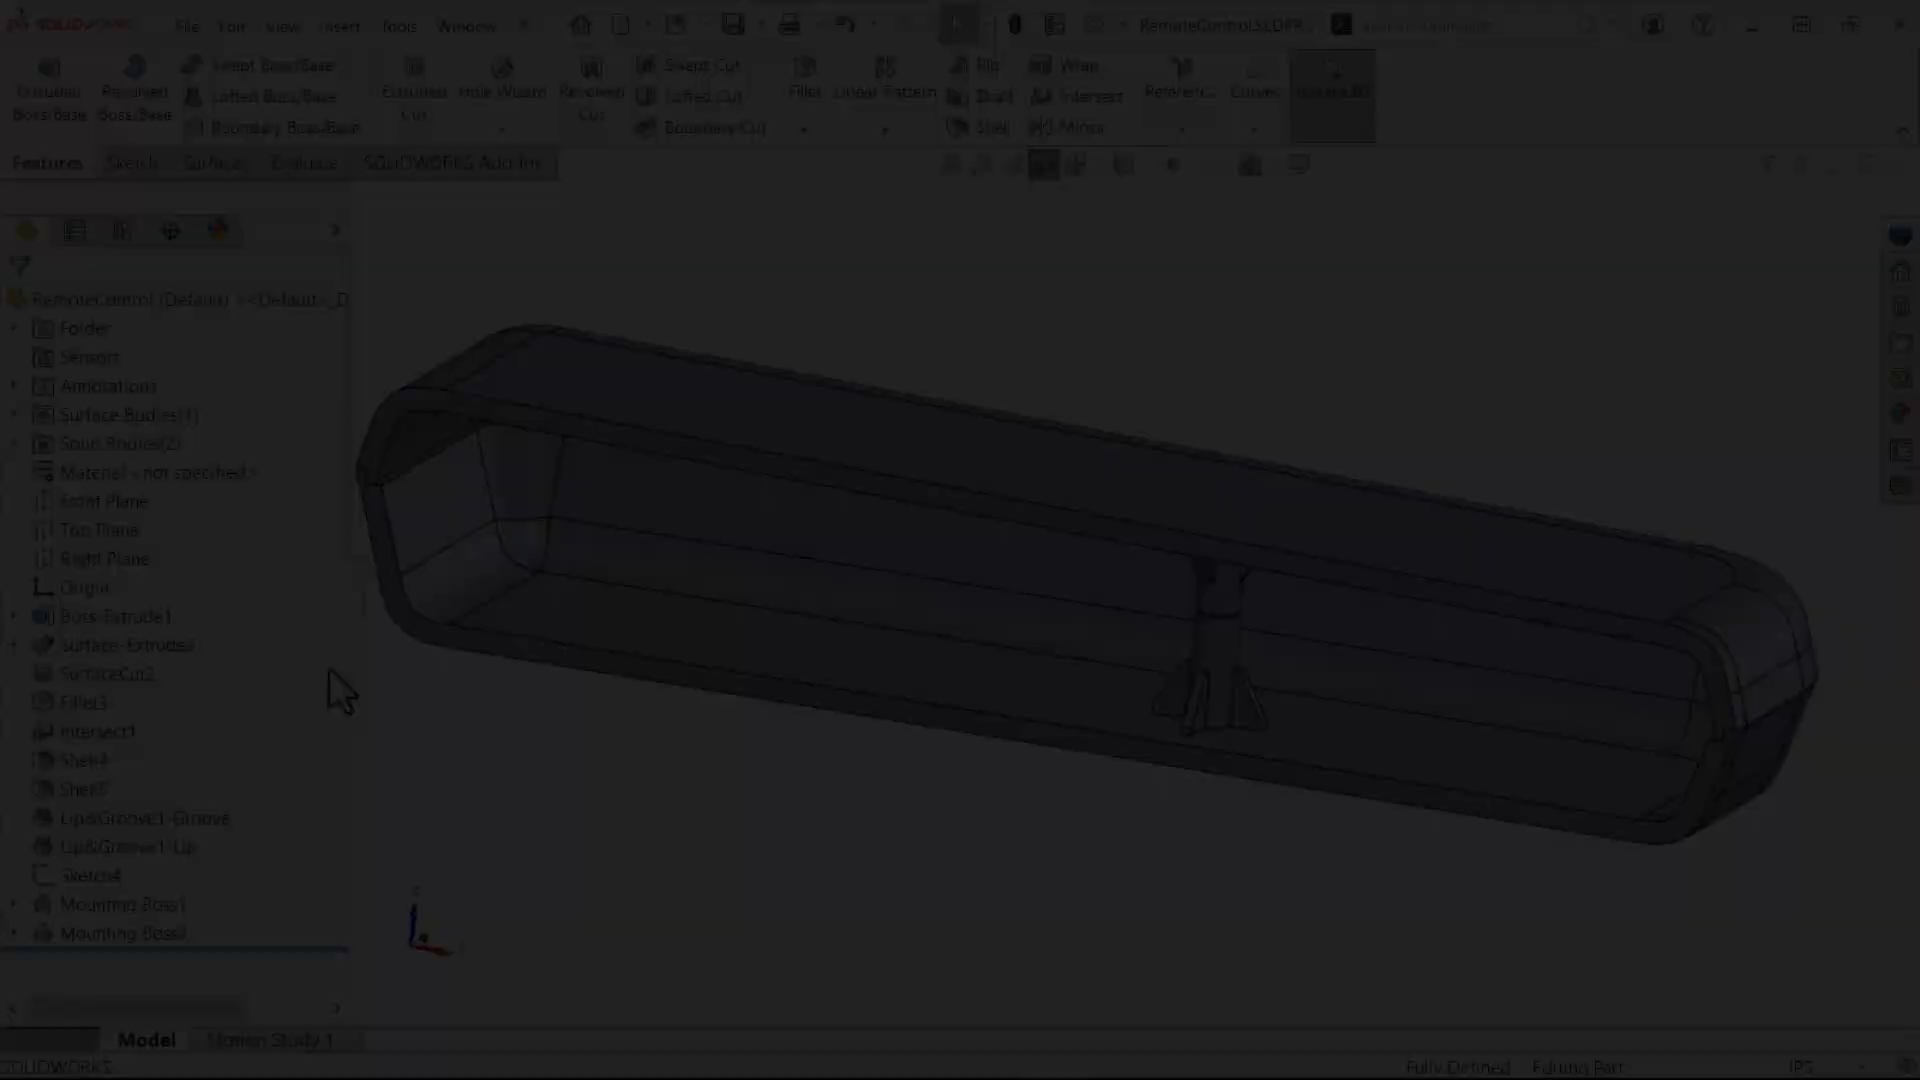 SOLIDWORKS File Edit View Insert Tools Window RemoteControl.SLDPR...
Extruded Boss/Base
Revolved Boss/Base
Swept Boss/Base
Lofted Boss/Base
Boundary Boss/Base
Extruded Cut
Hole Wizard
Revolved Cut
Swept Cut
Lofted Cut
Boundary Cut
Fillet
Linear Pattern
Rib
Draft
Shell
Wrap
Intersect
Mirror
Referenc...
Curves
Features Sketch Surfaces Evaluate SOLIDWORKS Add-Ins
RemoteControl (Default) <<Default>_D
Folder
Sensors
Annotations
Surface Bodies(1)
Solid Bodies(2)
Material <not specified>
Front Plane
Top Plane
Right Plane
Origin
Boss-Extrude1
SurfaceCut2
Fillet3
Intersect1
Shell4
Shell5
Lip&Groove1-Groove
Lip&Groove1-Lip
Sketch4
Mounting Boss1
Mounting Boss2
Model Motion Study 1
SOLIDWORKS Fully Defined Editing Part IPS